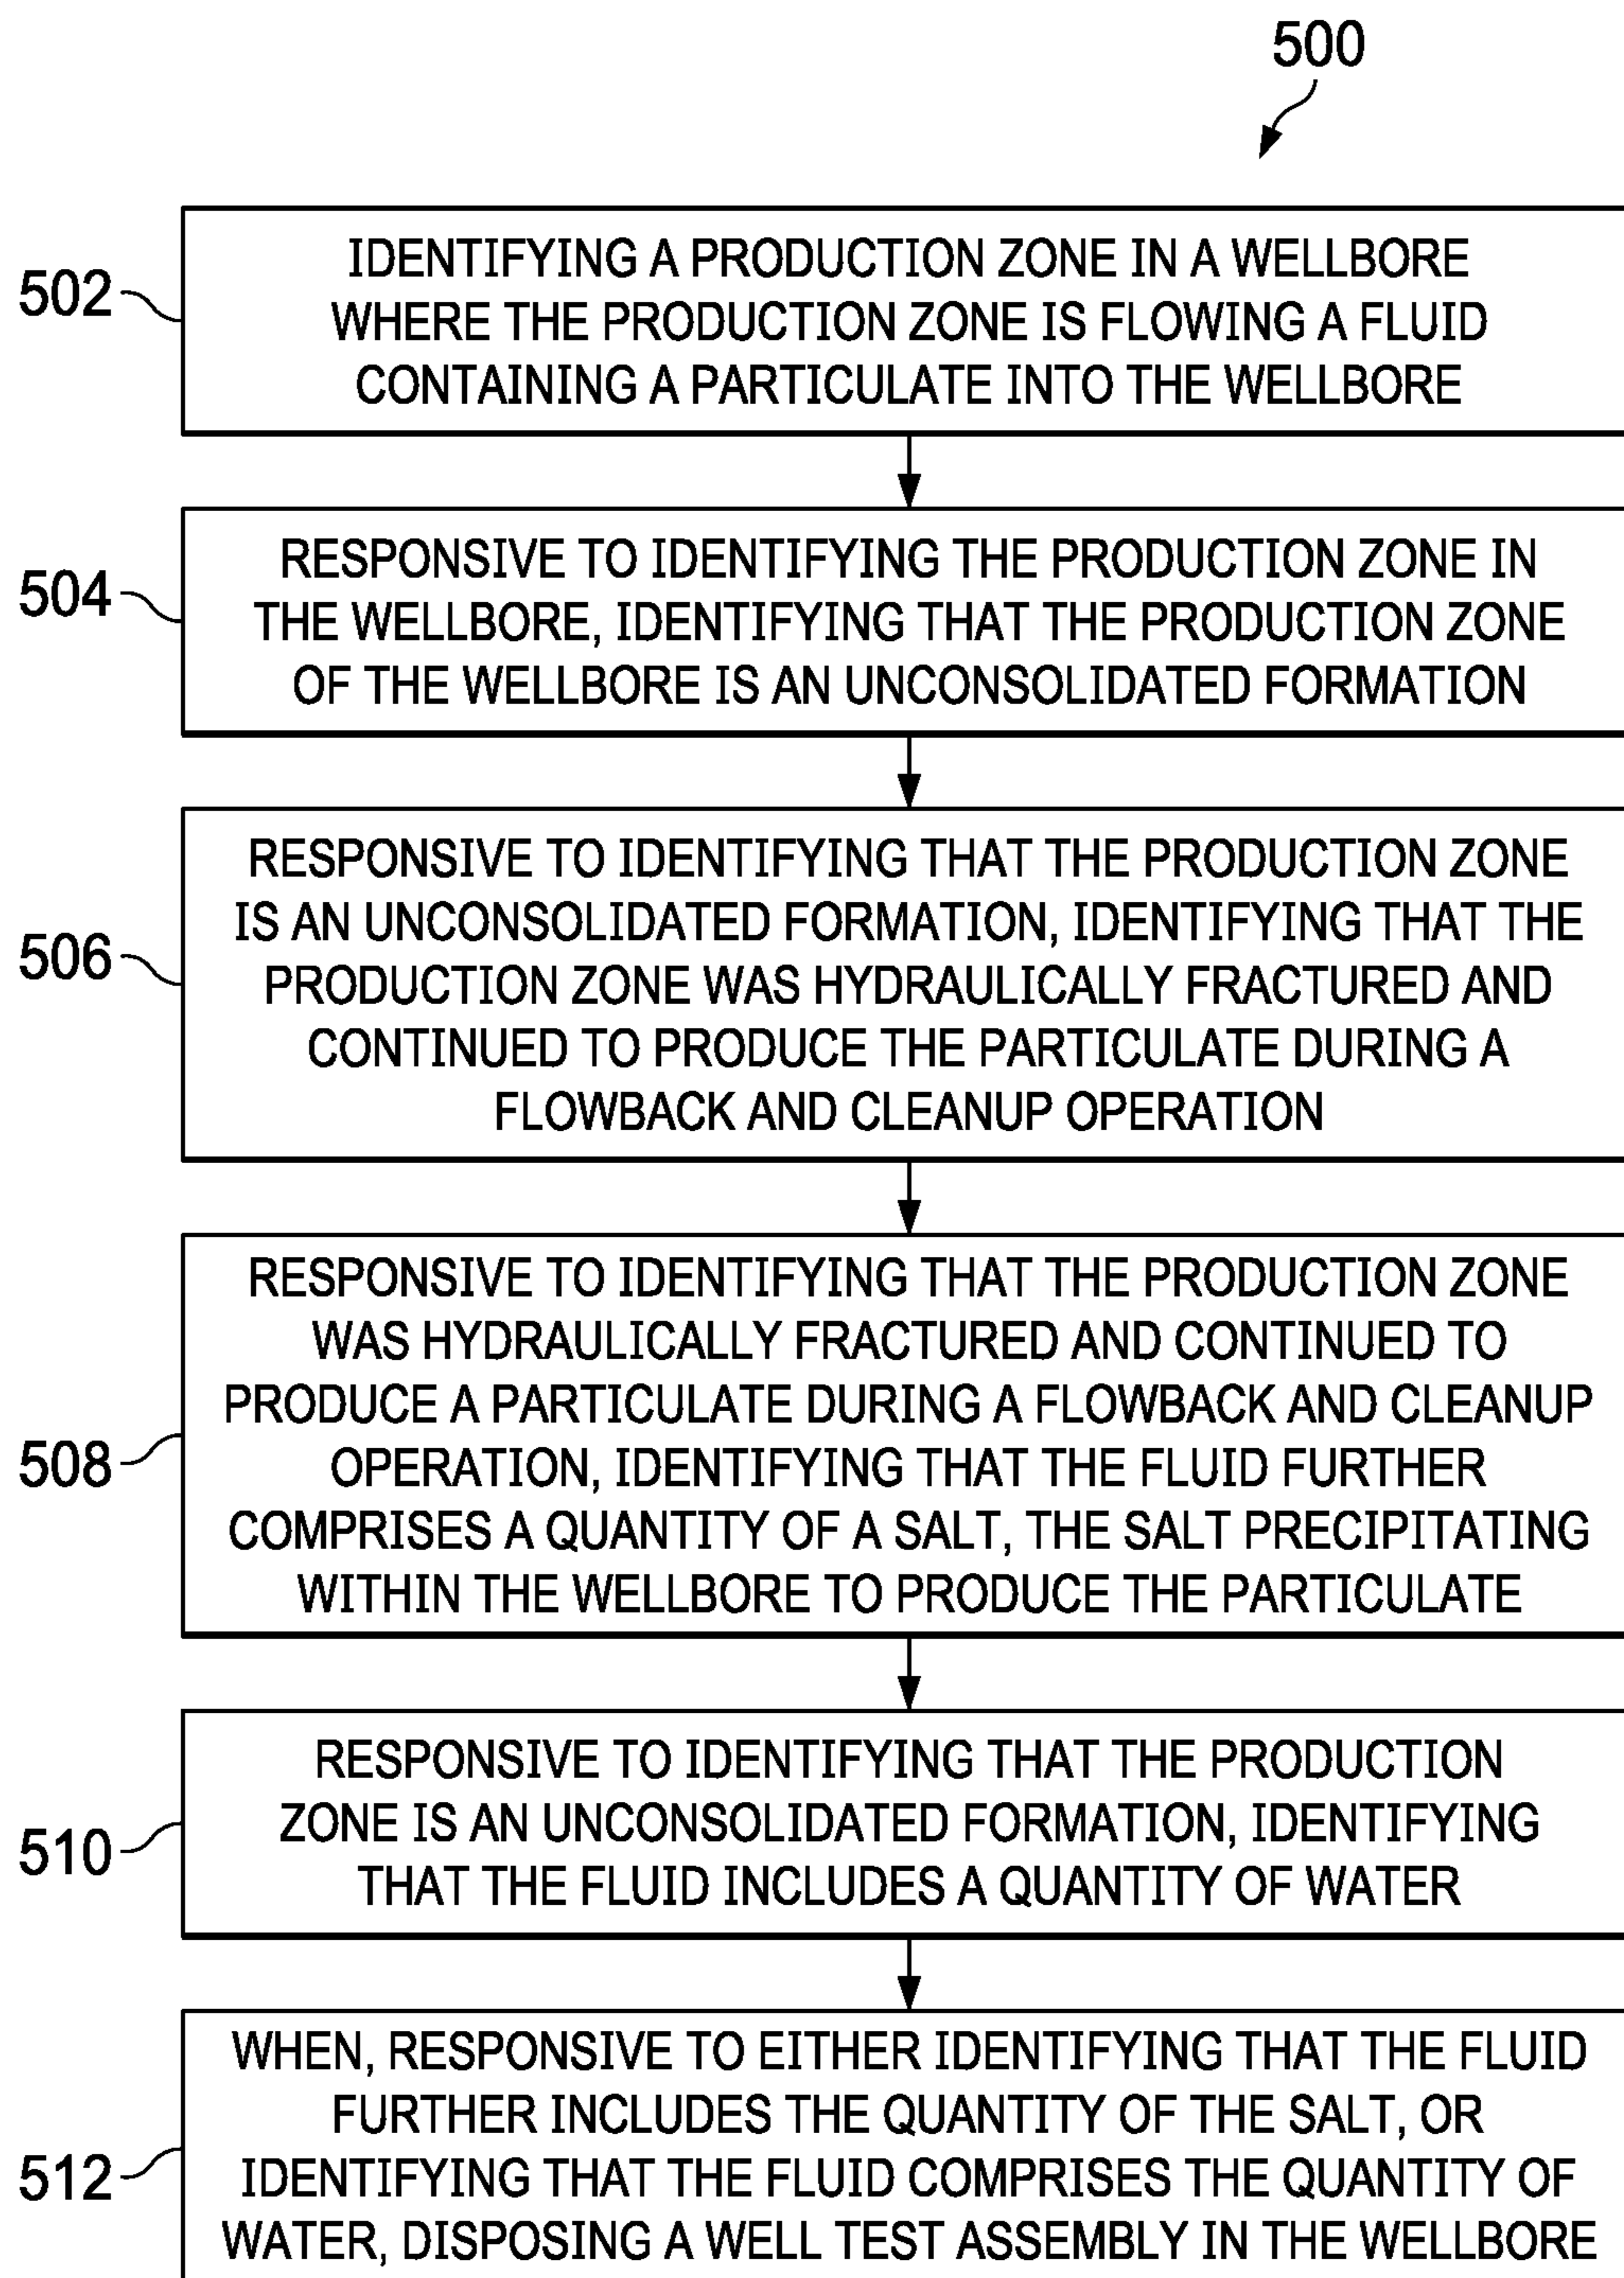 500
502
IDENTIFYING A PRODUCTION ZONE IN A WELLBORE
WHERE THE PRODUCTION ZONE IS FLOWING A FLUID
CONTAINING A PARTICULATE INTO THE WELLBORE
504
RESPONSIVE TO IDENTIFYING THE PRODUCTION ZONE IN
THE WELLBORE, IDENTIFYING THAT THE PRODUCTION ZONE
OF THE WELLBORE IS AN UNCONSOLIDATED FORMATION
506
RESPONSIVE TO IDENTIFYING THAT THE PRODUCTION ZONE
IS AN UNCONSOLIDATED FORMATION, IDENTIFYING THAT THE
PRODUCTION ZONE WAS HYDRAULICALLY FRACTURED AND
CONTINUED TO PRODUCE THE PARTICULATE DURING A
FLOWBACK AND CLEANUP OPERATION
508
RESPONSIVE TO IDENTIFYING THAT THE PRODUCTION ZONE
WAS HYDRAULICALLY FRACTURED AND CONTINUED TO
PRODUCE A PARTICULATE DURING A FLOWBACK AND CLEANUP
OPERATION, IDENTIFYING THAT THE FLUID FURTHER
COMPRISES A QUANTITY OF A SALT, THE SALT PRECIPITATING
WITHIN THE WELLBORE TO PRODUCE THE PARTICULATE
510
RESPONSIVE TO IDENTIFYING THAT THE PRODUCTION
ZONE IS AN UNCONSOLIDATED FORMATION, IDENTIFYING
THAT THE FLUID INCLUDES A QUANTITY OF WATER
512
WHEN, RESPONSIVE TO EITHER IDENTIFYING THAT THE FLUID
FURTHER INCLUDES THE QUANTITY OF THE SALT, OR
IDENTIFYING THAT THE FLUID COMPRISES THE QUANTITY OF
WATER, DISPOSING A WELL TEST ASSEMBLY IN THE WELLBORE